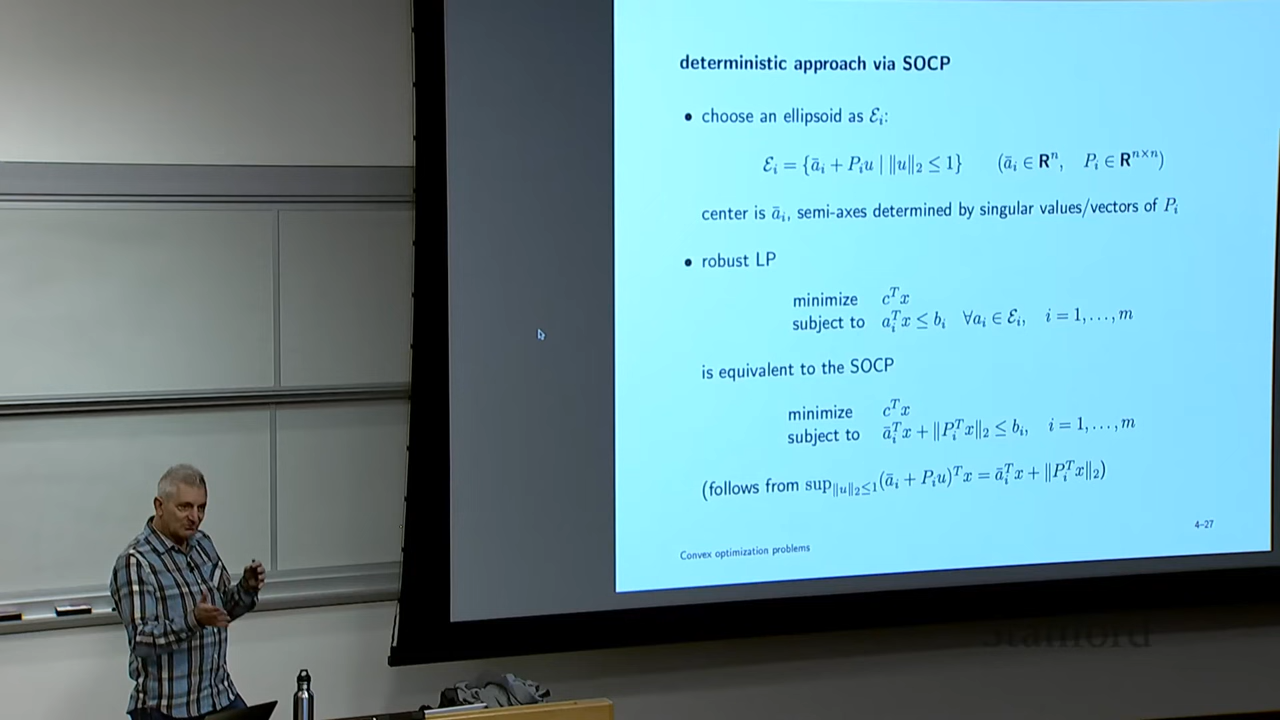 deterministic approach via SOCP
• choose an ellipsoid as ℰᵢ:
ℰᵢ = {āᵢ + Pᵢu | ‖u‖₂ ≤ 1}   (āᵢ ∈ 𝗥ⁿ,   Pᵢ ∈ 𝗥ⁿˣⁿ)
center is āᵢ, semi-axes determined by singular values/vectors of Pᵢ
• robust LP
minimize   cᵀx
subject to   aᵢᵀx ≤ bᵢ   ∀aᵢ ∈ ℰᵢ,   i = 1, . . . , m
is equivalent to the SOCP
minimize   cᵀx
subject to   āᵢᵀx + ‖Pᵢᵀx‖₂ ≤ bᵢ,   i = 1, . . . , m
(follows from sup‖u‖₂≤1(āᵢ + Pᵢu)ᵀx = āᵢᵀx + ‖Pᵢᵀx‖₂)
4–27
Convex optimization problems
Stanford